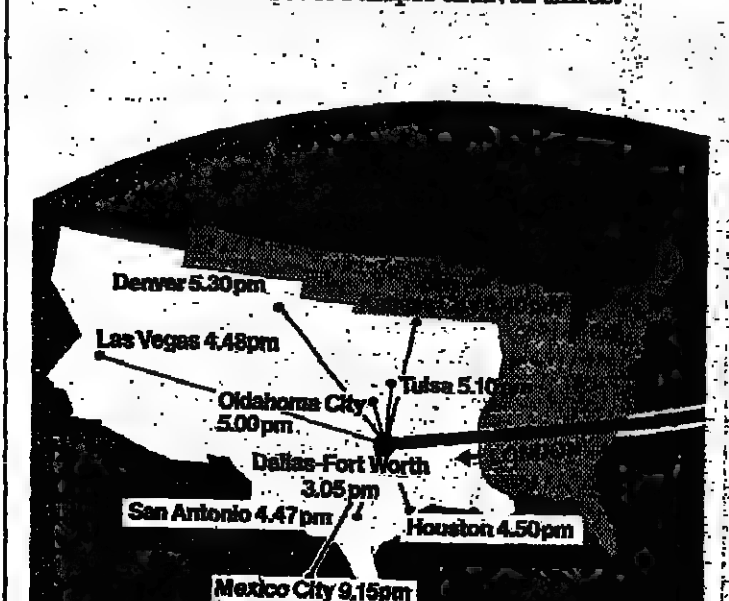 Denver 5.30pm
Las Vegas 4.48pm
Tulsa 5.10pm
Oklahoma City
5.00pm
Dallas-Fort Worth
3.05pm
San Antonio 4.47pm
Houston 4.50pm
Mexico City 9.15pm